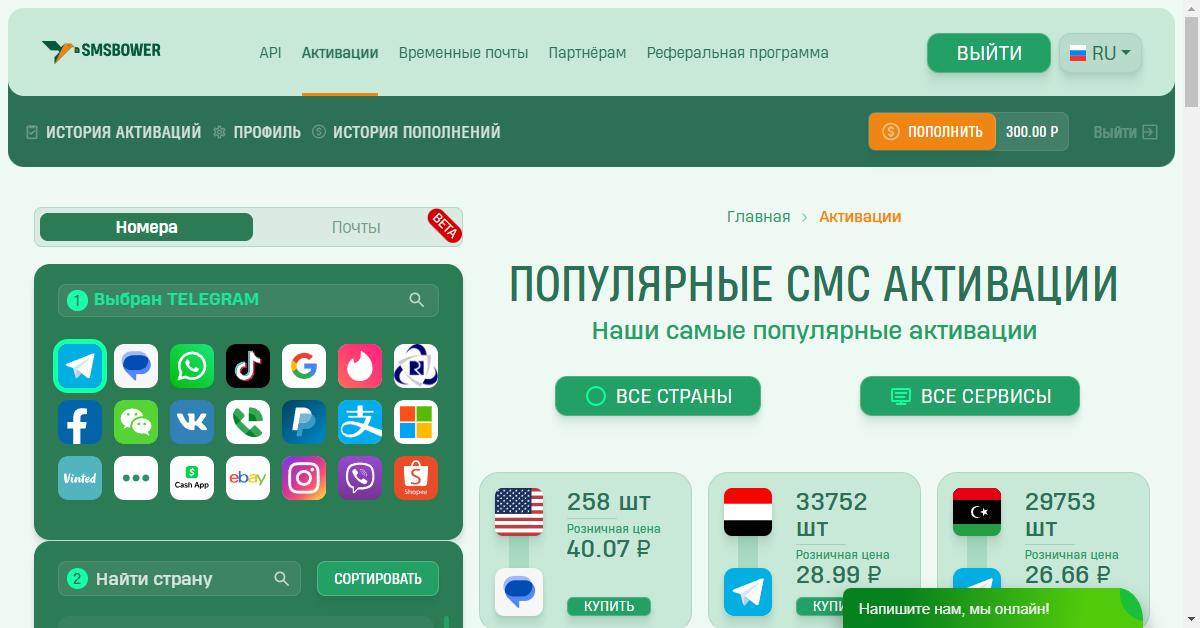 SMSBOWER
API
Активации
Временные почты
Партнёрам
Реферальная программа
ВЫЙТИ
RU
ИСТОРИЯ АКТИВАЦИЙ
ПРОФИЛЬ
ИСТОРИЯ ПОПОЛНЕНИЙ
ПОПОЛНИТЬ
300.00 Р
Выйти
Номера
Почты
BETA
Главная > Активации
1 Выбран TELEGRAM
ПОПУЛЯРНЫЕ СМС АКТИВАЦИИ
Наши самые популярные активации
ВСЕ СТРАНЫ
ВСЕ СЕРВИСЫ
Vinted
Cash App
ebay
Shopee
2 Найти страну
СОРТИРОВАТЬ
258 шт
Розничная цена
40.07 ₽
КУПИТЬ
33752
шт
Розничная цена
28.99 ₽
КУПИ
29753
шт
Розничная цена
26.66 ₽
Напишите нам, мы онлайн!